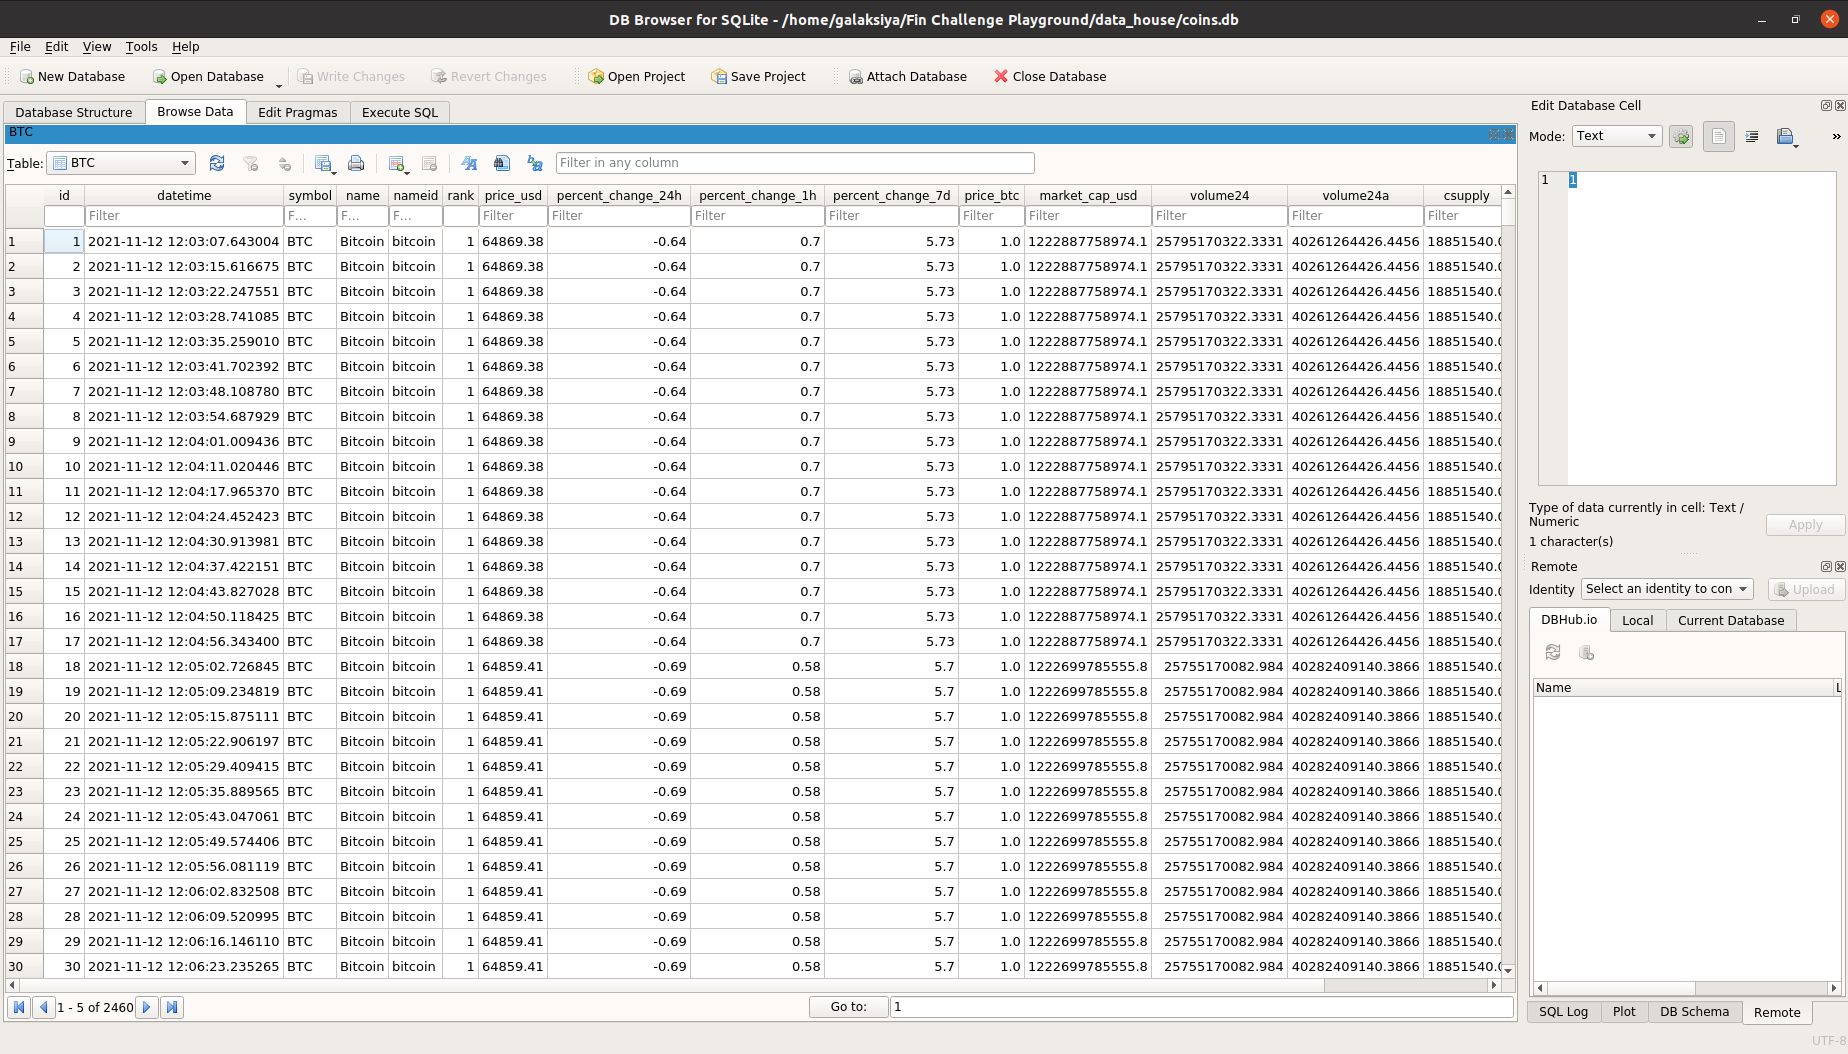 DB Browser for SQLite - /home/galaksiya/Fin Challenge Playground/data_house/coins.db
File Edit View Tools Help
New Database Open Database Write Changes Revert Changes Open Project Save Project Attach Database Close Database
Database Structure Browse Data Edit Pragmas Execute SQL
BTC
Table: BTC Filter in any column
id datetime symbol name nameid rank price_usd percent_change_24h percent_change_1h percent_change_7d price_btc market_cap_usd volume24 volume24a csupply
Filter F... F... F... Filter Filter Filter Filter Filter Filter Filter Filter Filter
1 1 2021-11-12 12:03:07.643004 BTC Bitcoin bitcoin 1 64869.38 -0.64 0.7 5.73 1.0 1222887758974.1 25795170322.3331 40261264426.4456 18851540.0
2 2 2021-11-12 12:03:15.616675 BTC Bitcoin bitcoin 1 64869.38 -0.64 0.7 5.73 1.0 1222887758974.1 25795170322.3331 40261264426.4456 18851540.0
3 3 2021-11-12 12:03:22.247551 BTC Bitcoin bitcoin 1 64869.38 -0.64 0.7 5.73 1.0 1222887758974.1 25795170322.3331 40261264426.4456 18851540.0
4 4 2021-11-12 12:03:28.741085 BTC Bitcoin bitcoin 1 64869.38 -0.64 0.7 5.73 1.0 1222887758974.1 25795170322.3331 40261264426.4456 18851540.0
5 5 2021-11-12 12:03:35.259010 BTC Bitcoin bitcoin 1 64869.38 -0.64 0.7 5.73 1.0 1222887758974.1 25795170322.3331 40261264426.4456 18851540.0
6 6 2021-11-12 12:03:41.702392 BTC Bitcoin bitcoin 1 64869.38 -0.64 0.7 5.73 1.0 1222887758974.1 25795170322.3331 40261264426.4456 18851540.0
7 7 2021-11-12 12:03:48.108780 BTC Bitcoin bitcoin 1 64869.38 -0.64 0.7 5.73 1.0 1222887758974.1 25795170322.3331 40261264426.4456 18851540.0
8 8 2021-11-12 12:03:54.687929 BTC Bitcoin bitcoin 1 64869.38 -0.64 0.7 5.73 1.0 1222887758974.1 25795170322.3331 40261264426.4456 18851540.0
9 9 2021-11-12 12:04:01.009436 BTC Bitcoin bitcoin 1 64869.38 -0.64 0.7 5.73 1.0 1222887758974.1 25795170322.3331 40261264426.4456 18851540.0
10 10 2021-11-12 12:04:11.020446 BTC Bitcoin bitcoin 1 64869.38 -0.64 0.7 5.73 1.0 1222887758974.1 25795170322.3331 40261264426.4456 18851540.0
11 11 2021-11-12 12:04:17.965370 BTC Bitcoin bitcoin 1 64869.38 -0.64 0.7 5.73 1.0 1222887758974.1 25795170322.3331 40261264426.4456 18851540.0
12 12 2021-11-12 12:04:24.452423 BTC Bitcoin bitcoin 1 64869.38 -0.64 0.7 5.73 1.0 1222887758974.1 25795170322.3331 40261264426.4456 18851540.0
13 13 2021-11-12 12:04:30.913981 BTC Bitcoin bitcoin 1 64869.38 -0.64 0.7 5.73 1.0 1222887758974.1 25795170322.3331 40261264426.4456 18851540.0
14 14 2021-11-12 12:04:37.422151 BTC Bitcoin bitcoin 1 64869.38 -0.64 0.7 5.73 1.0 1222887758974.1 25795170322.3331 40261264426.4456 18851540.0
15 15 2021-11-12 12:04:43.827028 BTC Bitcoin bitcoin 1 64869.38 -0.64 0.7 5.73 1.0 1222887758974.1 25795170322.3331 40261264426.4456 18851540.0
16 16 2021-11-12 12:04:50.118425 BTC Bitcoin bitcoin 1 64869.38 -0.64 0.7 5.73 1.0 1222887758974.1 25795170322.3331 40261264426.4456 18851540.0
17 17 2021-11-12 12:04:56.343400 BTC Bitcoin bitcoin 1 64869.38 -0.64 0.7 5.73 1.0 1222887758974.1 25795170322.3331 40261264426.4456 18851540.0
18 18 2021-11-12 12:05:02.726845 BTC Bitcoin bitcoin 1 64859.41 -0.69 0.58 5.7 1.0 1222699785555.8 25755170082.984 40282409140.3866 18851540.0
19 19 2021-11-12 12:05:09.234819 BTC Bitcoin bitcoin 1 64859.41 -0.69 0.58 5.7 1.0 1222699785555.8 25755170082.984 40282409140.3866 18851540.0
20 20 2021-11-12 12:05:15.875111 BTC Bitcoin bitcoin 1 64859.41 -0.69 0.58 5.7 1.0 1222699785555.8 25755170082.984 40282409140.3866 18851540.0
21 21 2021-11-12 12:05:22.906197 BTC Bitcoin bitcoin 1 64859.41 -0.69 0.58 5.7 1.0 1222699785555.8 25755170082.984 40282409140.3866 18851540.0
22 22 2021-11-12 12:05:29.409415 BTC Bitcoin bitcoin 1 64859.41 -0.69 0.58 5.7 1.0 1222699785555.8 25755170082.984 40282409140.3866 18851540.0
23 23 2021-11-12 12:05:35.889565 BTC Bitcoin bitcoin 1 64859.41 -0.69 0.58 5.7 1.0 1222699785555.8 25755170082.984 40282409140.3866 18851540.0
24 24 2021-11-12 12:05:43.047061 BTC Bitcoin bitcoin 1 64859.41 -0.69 0.58 5.7 1.0 1222699785555.8 25755170082.984 40282409140.3866 18851540.0
25 25 2021-11-12 12:05:49.574406 BTC Bitcoin bitcoin 1 64859.41 -0.69 0.58 5.7 1.0 1222699785555.8 25755170082.984 40282409140.3866 18851540.0
26 26 2021-11-12 12:05:56.081119 BTC Bitcoin bitcoin 1 64859.41 -0.69 0.58 5.7 1.0 1222699785555.8 25755170082.984 40282409140.3866 18851540.0
27 27 2021-11-12 12:06:02.832508 BTC Bitcoin bitcoin 1 64859.41 -0.69 0.58 5.7 1.0 1222699785555.8 25755170082.984 40282409140.3866 18851540.0
28 28 2021-11-12 12:06:09.520995 BTC Bitcoin bitcoin 1 64859.41 -0.69 0.58 5.7 1.0 1222699785555.8 25755170082.984 40282409140.3866 18851540.0
29 29 2021-11-12 12:06:16.146110 BTC Bitcoin bitcoin 1 64859.41 -0.69 0.58 5.7 1.0 1222699785555.8 25755170082.984 40282409140.3866 18851540.0
30 30 2021-11-12 12:06:23.235265 BTC Bitcoin bitcoin 1 64859.41 -0.69 0.58 5.7 1.0 1222699785555.8 25755170082.984 40282409140.3866 18851540.0
1 - 5 of 2460 Go to: 1
Edit Database Cell
Mode: Text »
1 1
Type of data currently in cell: Text /
Numeric
Apply
1 character(s)
Remote
Identity Select an identity to con Upload
DBHub.io Local Current Database
Name L
SQL Log Plot DB Schema Remote
UTF-8